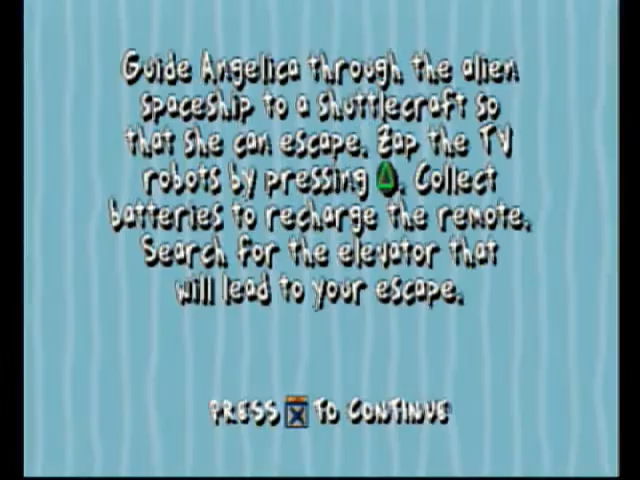 Guide Angelica through the alien
spaceship to a shuttlecraft so
that she can escape. Zap the TV
robots by pressing △. Collect
batteries to recharge the remote.
Search for the elevator that
will lead to your escape.
PRESS X TO CONTINUE